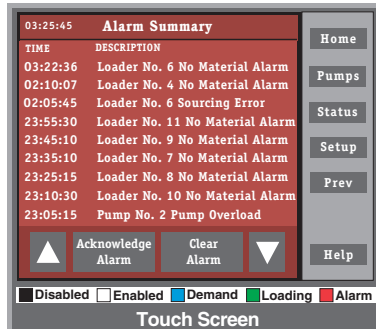 03:25:45 Alarm Summary
TIME DESCRIPTION
03:22:36 Loader No. 6 No Material Alarm
02:10:07 Loader No. 4 No Material Alarm
02:05:45 Loader No. 6 Sourcing Error
23:55:30 Loader No. 11 No Material Alarm
23:45:10 Loader No. 9 No Material Alarm
23:35:10 Loader No. 7 No Material Alarm
23:25:15 Loader No. 8 No Material Alarm
23:10:30 Loader No. 10 No Material Alarm
23:05:15 Pump No. 2 Pump Overload
Acknowledge
Alarm
Clear
Alarm
Home
Pumps
Status
Setup
Prev
Help
Disabled Enabled Demand Loading Alarm
Touch Screen